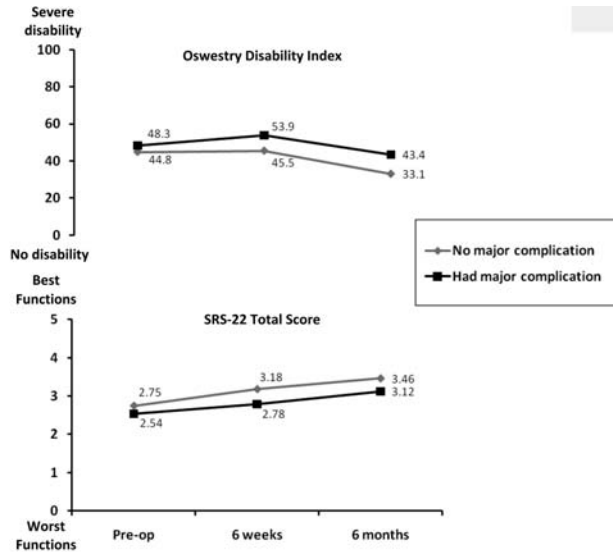 Severe
disability
Oswestry Disability Index
100
80
60
40
20
0
48.3
53.9
43.4
44.8
45.5
33.1
No disability
No major complication
Had major complication
Best
Functions
SRS-22 Total Score
5
4
3
2
1
0
2.75
3.18
3.46
2.54
2.78
3.12
Worst
Functions
Pre-op
6 weeks
6 months